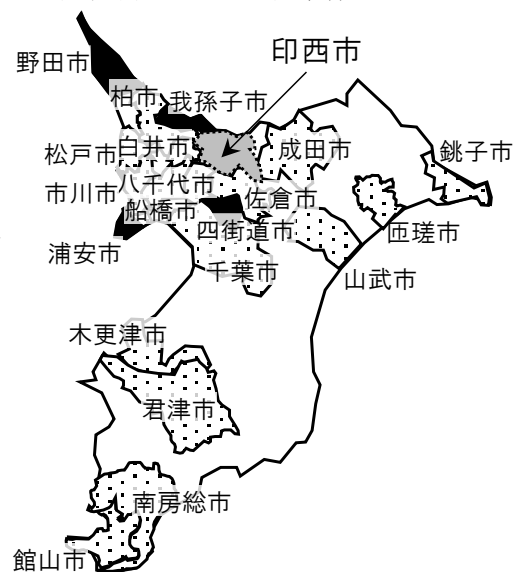 印西市
野田市
柏市
我孫子市
松戸市
白井市
成田市
銚子市
市川市
八千代市
佐倉市
船橋市
四街道市
匝瑳市
浦安市
千葉市
山武市
木更津市
君津市
南房総市
館山市